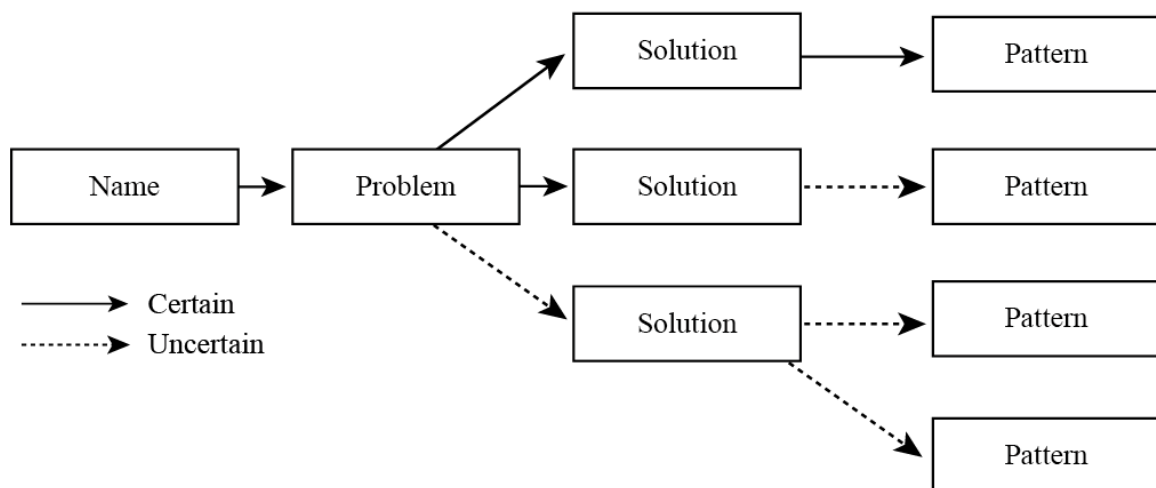 Solution
Pattern
Name
Problem
Solution
Pattern
Certain
Uncertain
Solution
Pattern
Pattern